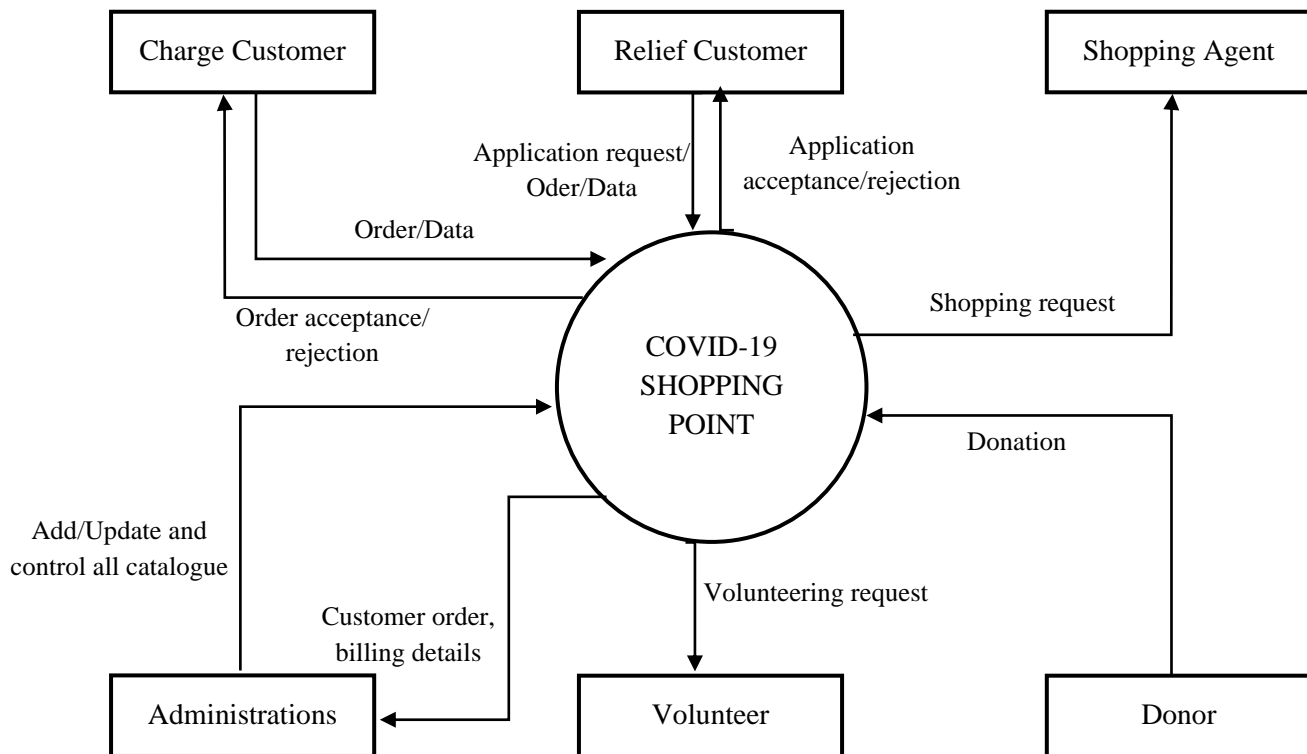 Charge Customer
Relief Customer
Shopping Agent
Application request/
Oder/Data
Application
acceptance/rejection
Order/Data
Order acceptance/
rejection
Shopping request
COVID-19
SHOPPING
POINT
Donation
Add/Update and
control all catalogue
Customer order,
billing details
Volunteering request
Administrations
Volunteer
Donor